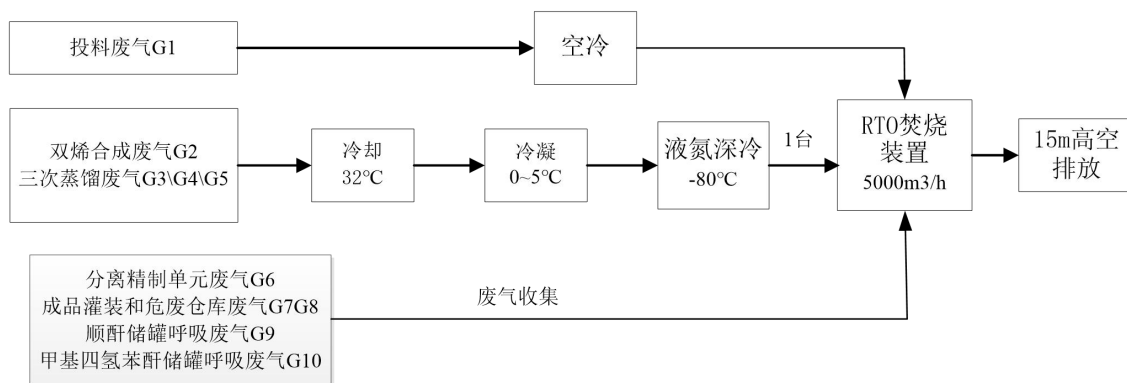 投料废气G1
空冷
双烯合成废气G2
三次蒸馏废气G3\G4\G5
冷却
32℃
冷凝
0~5℃
液氮深冷
-80℃
1台
RTO焚烧
装置
5000m3/h
15m高空
排放
分离精制单元废气G6
成品灌装和危废仓库废气G7G8
顺酐储罐呼吸废气G9
甲基四氢苯酐储罐呼吸废气G10
废气收集